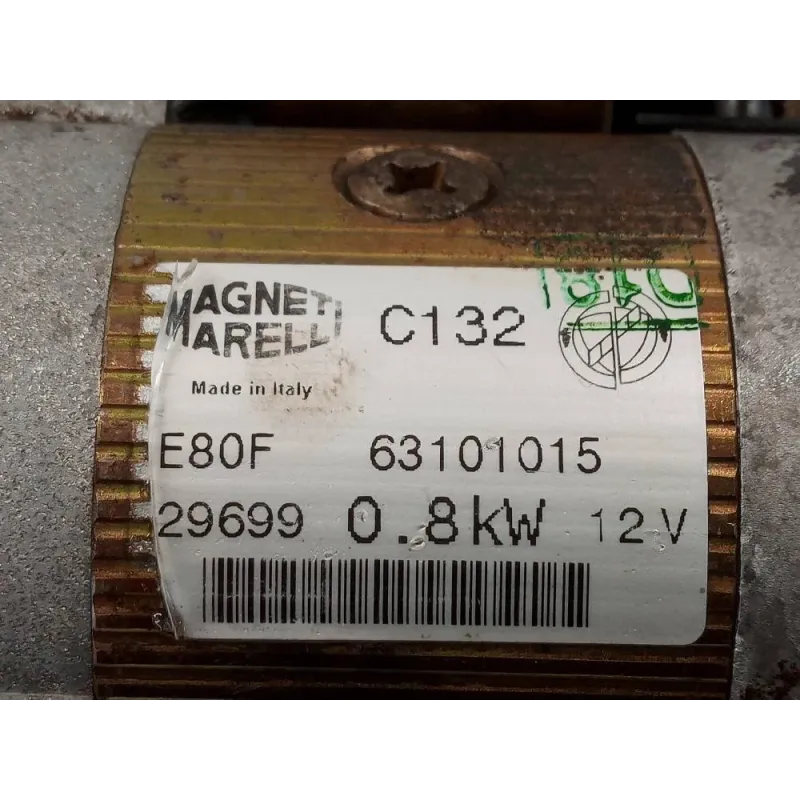 MAGNETI
MARELLI
C132
Made in Italy
E80F 63101015
29699 0.8kW 12V